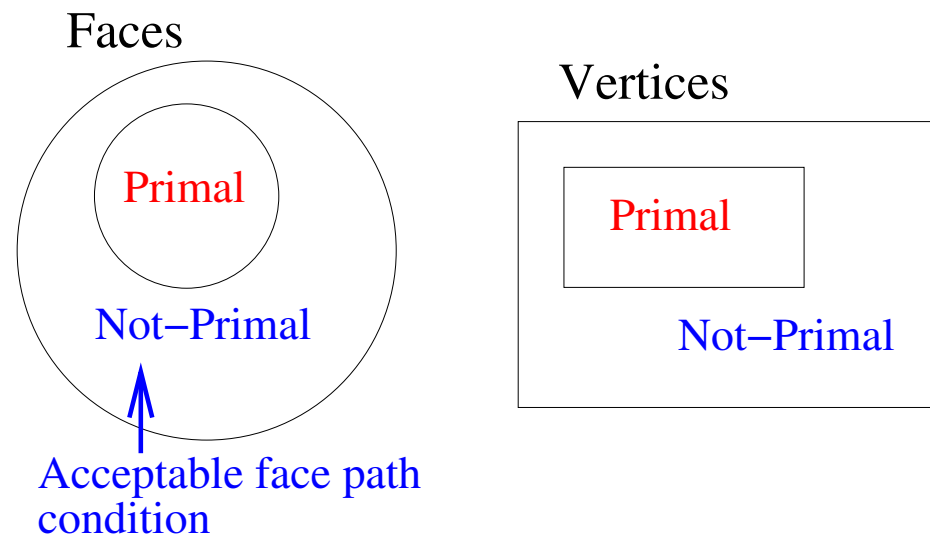 Faces
Primal
Not−Primal
Acceptable face path
condition
Vertices
Primal
Not−Primal